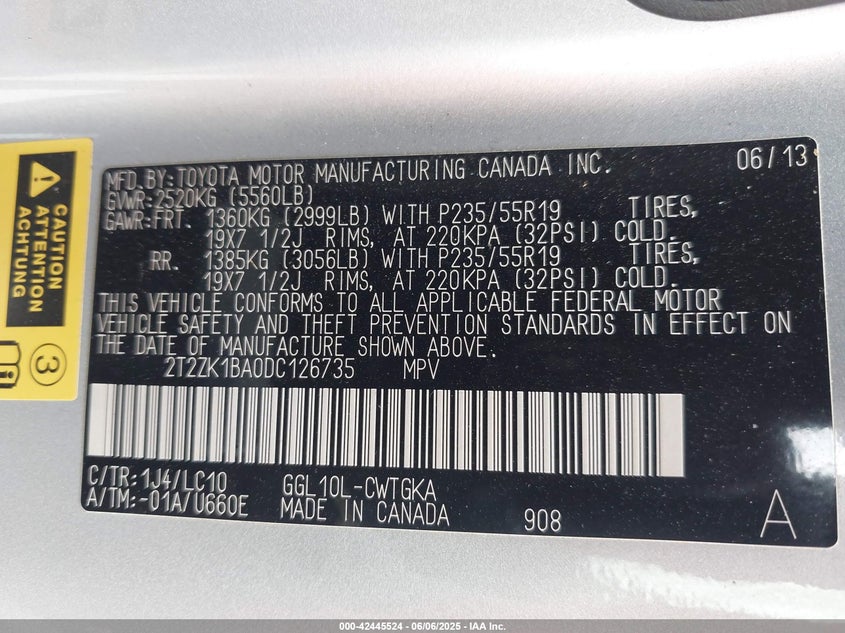 MFD.BY:TOYOTA MOTOR MANUFACTURING CANADA INC. 06/13
GVWR:2520KG (5560LB)
GAWR:FRT. 1360KG (2999LB) WITH P235/55R19 TIRES,
19X7 1/2J RIMS, AT 220KPA (32PSI) COLD.
RR. 1385KG (3056LB) WITH P235/55R19 TIRES,
19X7 1/2J RIMS, AT 220KPA (32PSI) COLD.
THIS VEHICLE CONFORMS TO ALL APPLICABLE FEDERAL MOTOR
VEHICLE SAFETY AND THEFT PREVENTION STANDARDS IN EFFECT ON
THE DATE OF MANUFACTURE SHOWN ABOVE.
2T2ZK1BA0DC126735 MPV
C/TR:1J4/LC10 GGL10L-CWTGKA
A/TM:-01A/U660E MADE IN CANADA 908 A
CAUTION
ATTENTION
ACHTUNG
3
000-42445524 - 06/06/2025 - IAA Inc.